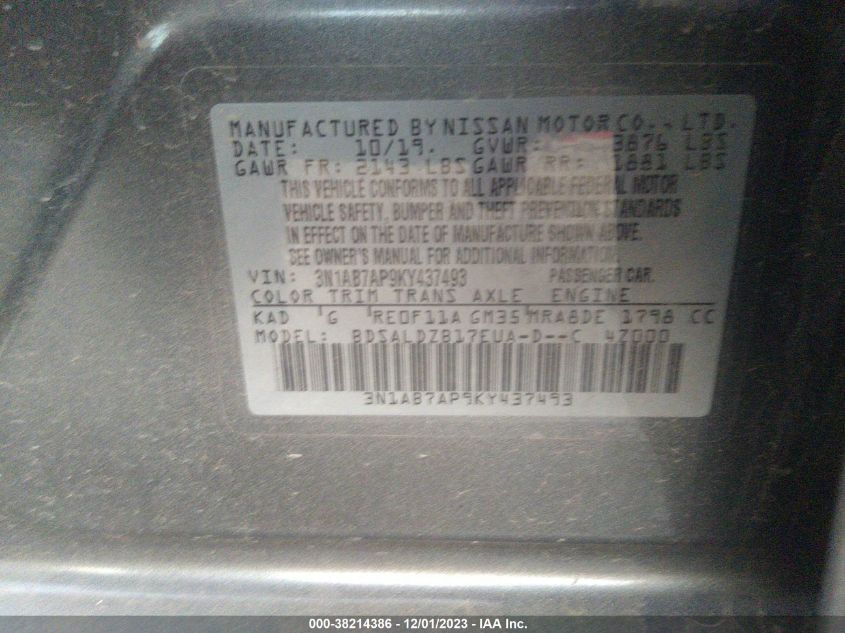 MANUFACTURED BY NISSAN MOTOR CO., LTD.
DATE: 10/19. GVWR: 3876 LBS
GAWR FR: 2143 LBS GAWR RR: 1881 LBS
THIS VEHICLE CONFORMS TO ALL APPLICABLE FEDERAL MOTOR
VEHICLE SAFETY, BUMPER AND THEFT PREVENTION STANDARDS
IN EFFECT ON THE DATE OF MANUFACTURE SHOWN ABOVE.
SEE OWNER'S MANUAL FOR ADDITIONAL INFORMATION.
VIN: 3N1AB7AP9KY437493 PASSENGER CAR.
COLOR TRIM TRANS AXLE ENGINE
KAD G RE0F11A GM35 MRA8DE 1798 CC
MODEL: BDSALDZB17EUA-D--C 4Z000
3N1AB7AP9KY437493
000-38214386 - 12/01/2023 - IAA Inc.